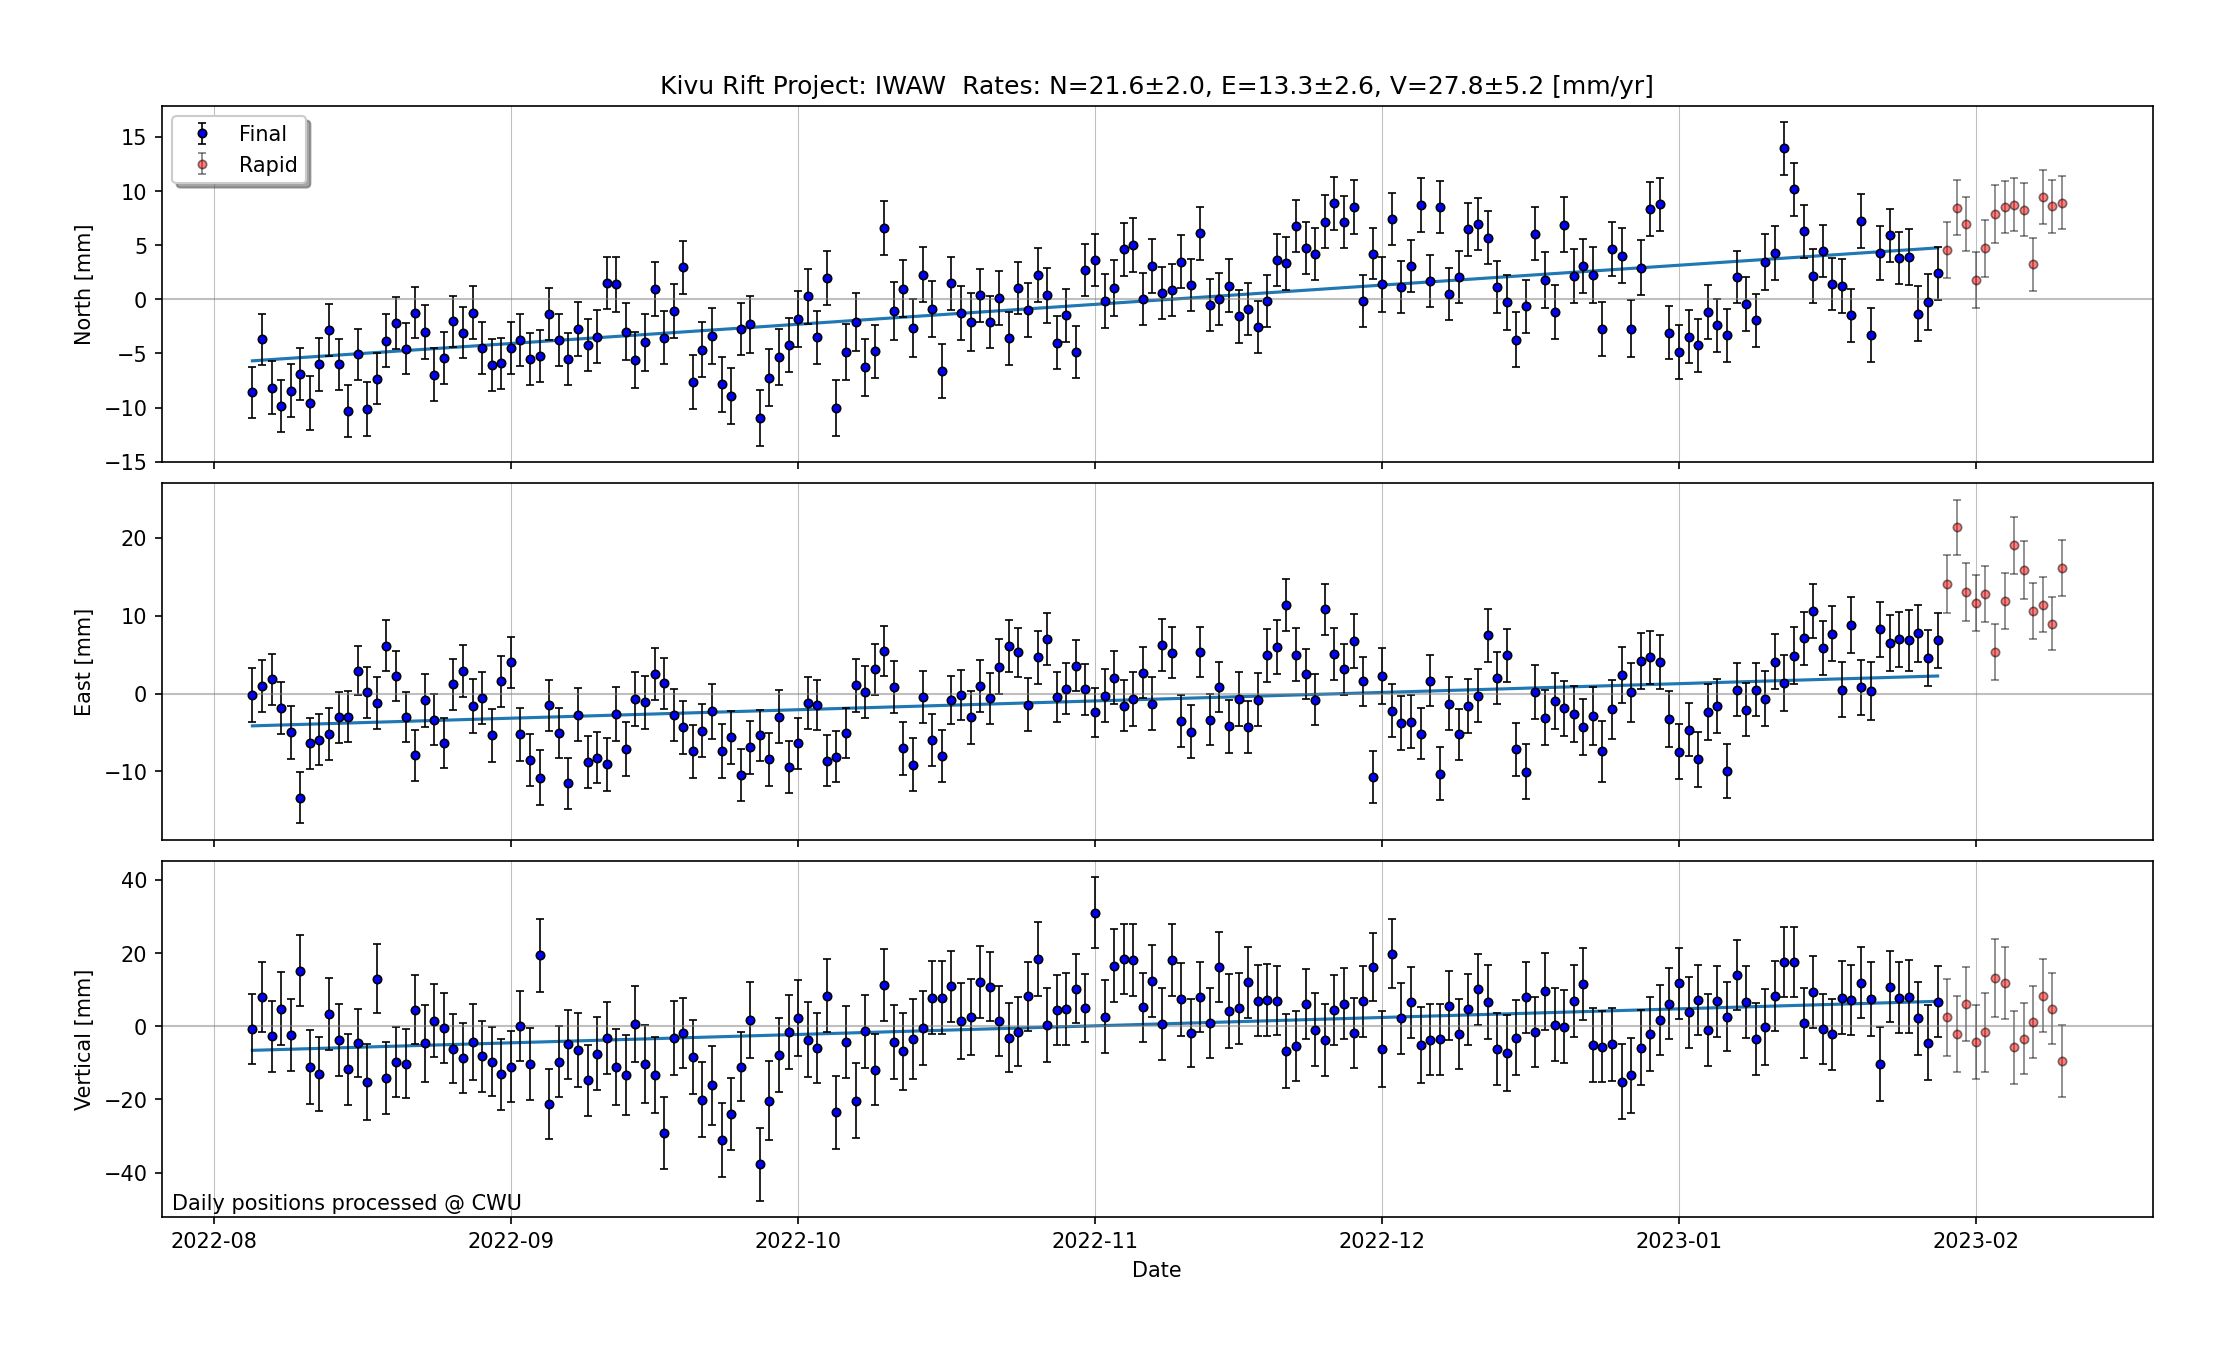 Kivu Rift Project: IWAW  Rates: N=21.6±2.0, E=13.3±2.6, V=27.8±5.2 [mm/yr]
Final
Rapid
North [mm]
15
10
5
0
−5
−10
−15
East [mm]
20
10
0
−10
Vertical [mm]
40
20
0
−20
−40
Daily positions processed @ CWU
2022-08 2022-09 2022-10 2022-11 2022-12 2023-01 2023-02
Date